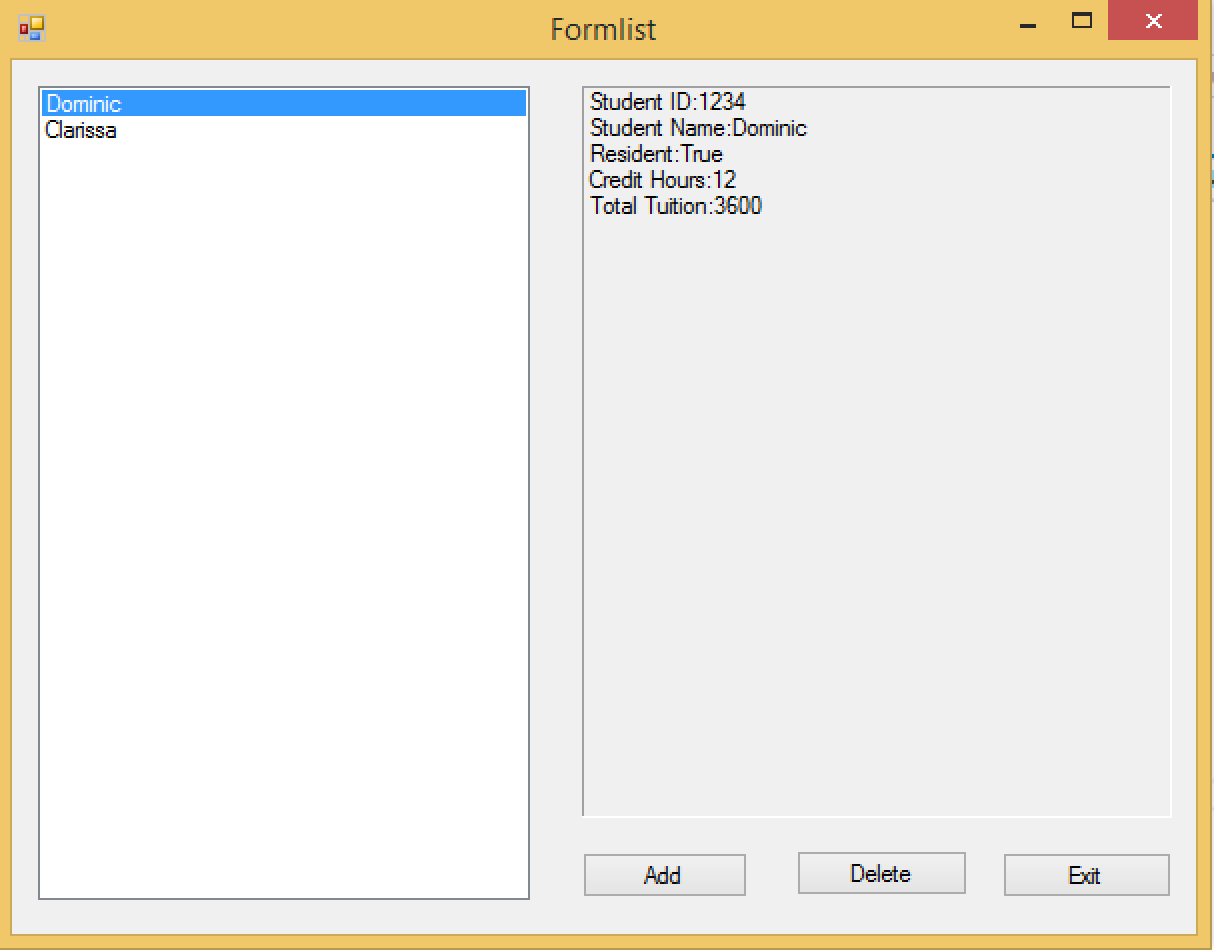 Formlist
Dominic
Clarissa
Student ID:1234
Student Name:Dominic
Resident:True
Credit Hours:12
Total Tuition:3600
Add
Delete
Exit